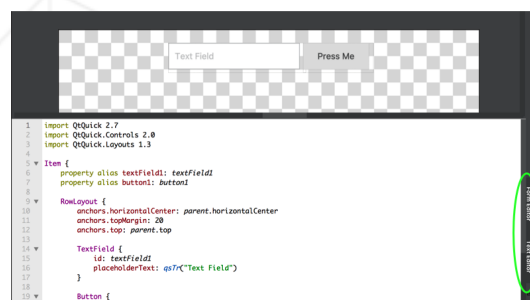 Text Field Press Me
1 import QtQuick 2.7
2 import QtQuick.Controls 2.0
3 import QtQuick.Layouts 1.3
4
5 Item {
6 property alias textField1: textField1
7 property alias button1: button1
8
9 RowLayout {
10 anchors.horizontalCenter: parent.horizontalCenter
11 anchors.topMargin: 20
12 anchors.top: parent.top
13
14 TextField {
15 id: textField1
16 placeholderText: qsTr("Text Field")
17 }
18
19 Button {
Form Editor
Text Editor